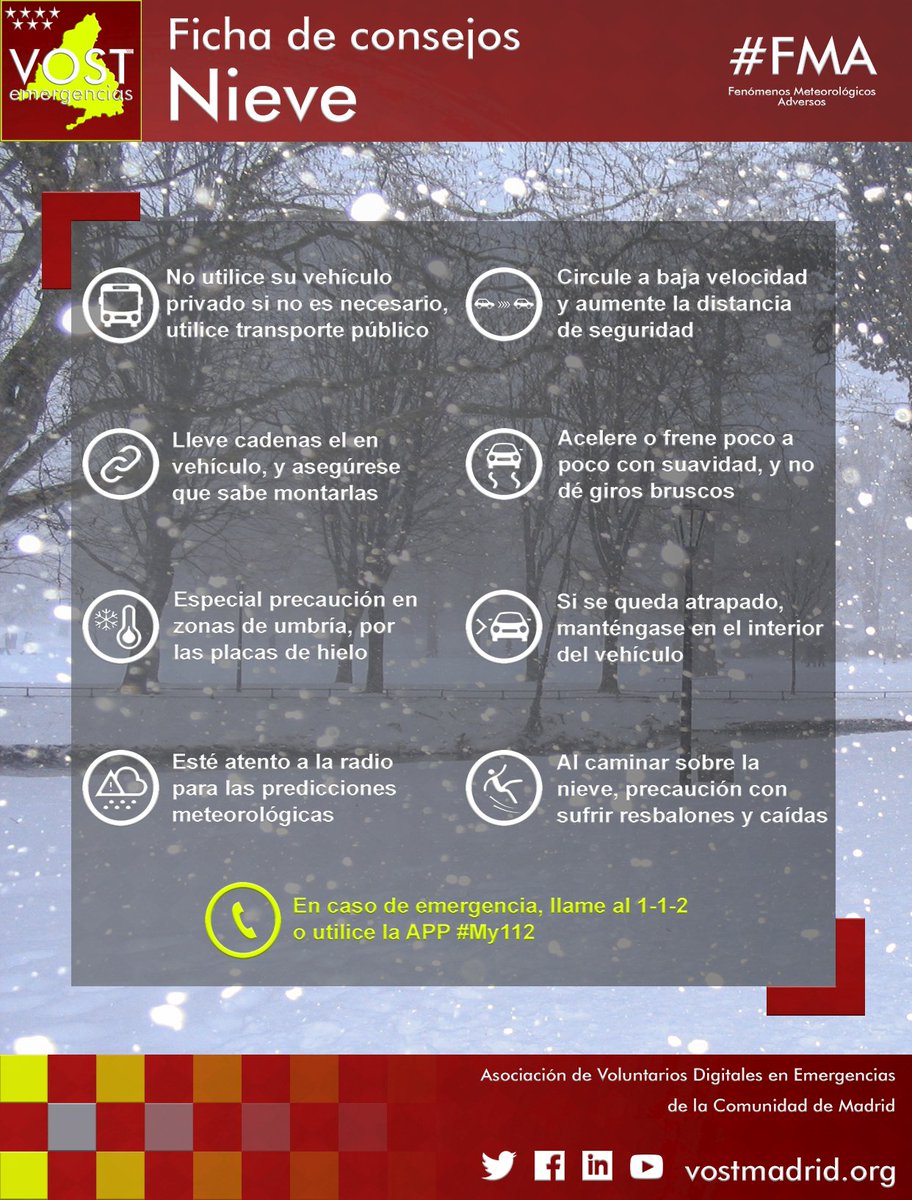 VOST
emergencias
Ficha de consejos
Nieve
#FMA
Fenómenos Meteorológicos
Adversos
No utilice su vehículo
privado si no es necesario,
utilice transporte público
Circule a baja velocidad
y aumente la distancia
de seguridad
Lleve cadenas el en
vehículo, y asegúrese
que sabe montarlas
Acelere o frene poco a
poco con suavidad, y no
dé giros bruscos
Especial precaución en
zonas de umbría, por
las placas de hielo
Si se queda atrapado,
manténgase en el interior
del vehículo
Esté atento a la radio
para las predicciones
meteorológicas
Al caminar sobre la
nieve, precaución con
sufrir resbalones y caídas
En caso de emergencia, llame al 1-1-2
o utilice la APP #My112
Asociación de Voluntarios Digitales en Emergencias
de la Comunidad de Madrid
vostmadrid.org